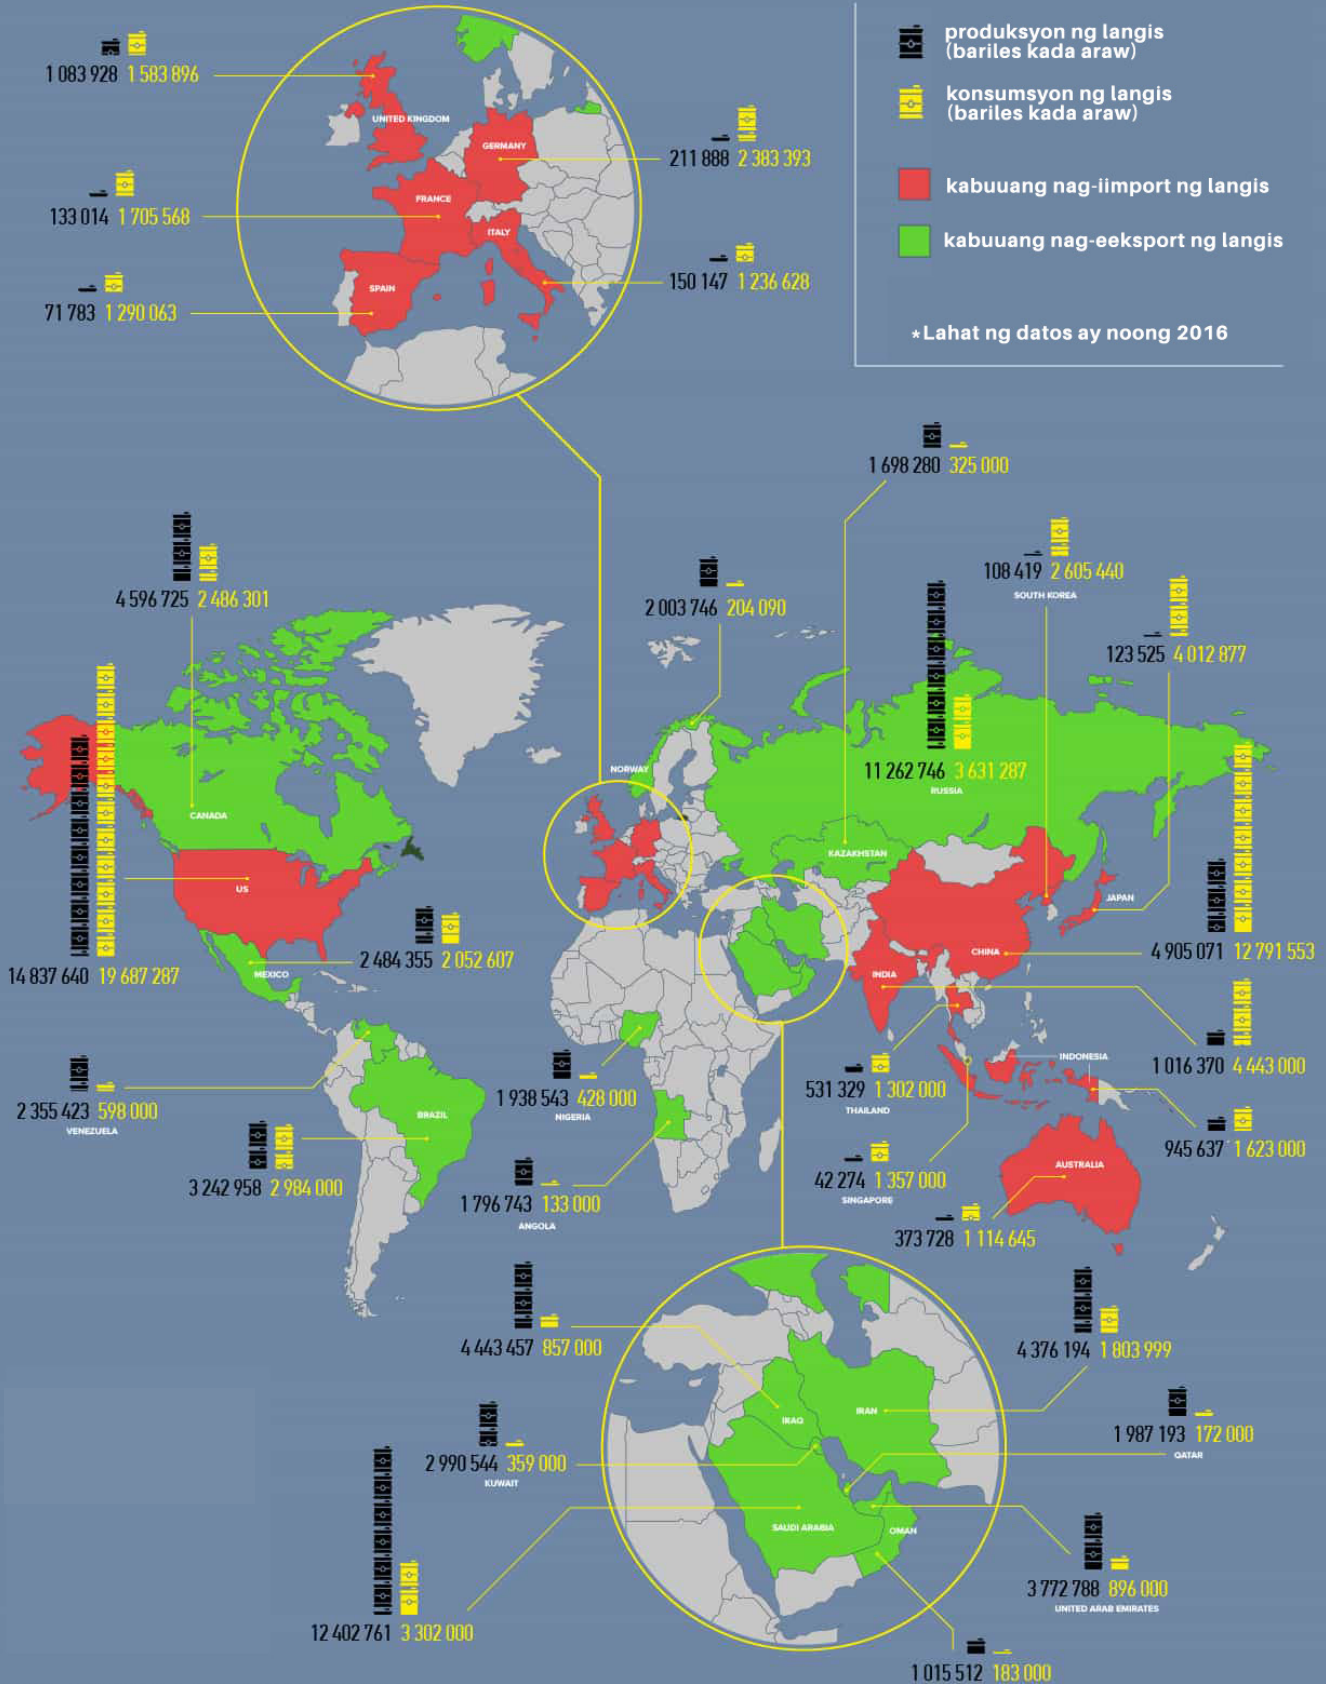 produksyon ng langis
(bariles kada araw)
konsumsyon ng langis
(bariles kada araw)
kabuuang nag-iimport ng langis
kabuuang nag-eeksport ng langis
*Lahat ng datos ay noong 2016
1 083 928 1 583 896
UNITED KINGDOM
GERMANY
211 888 2 383 393
133 014 1 705 568
FRANCE
ITALY
150 147 1 236 628
SPAIN
71 783 1 290 063
1 698 280 325 000
4 596 725 2 486 301
2 003 746 204 090
108 419 2 605 440
SOUTH KOREA
123 525 4 012 877
NORWAY
11 262 746 3 631 287
RUSSIA
CANADA
KAZAKHSTAN
US
JAPAN
14 837 640 19 687 287
MEXICO
2 484 355 2 052 607
CHINA
4 905 071 12 791 553
INDIA
1 016 370 4 443 000
INDONESIA
2 355 423 598 000
VENEZUELA
BRAZIL
1 938 543 428 000
NIGERIA
531 329 1 302 000
THAILAND
945 637 1 623 000
3 242 958 2 984 000
1 796 743 133 000
ANGOLA
42 274 1 357 000
SINGAPORE
AUSTRALIA
373 728 1 114 645
4 443 457 857 000
4 376 194 1 803 999
IRAQ
IRAN
1 987 193 172 000
QATAR
2 990 544 359 000
KUWAIT
SAUDI ARABIA
OMAN
3 772 788 896 000
UNITED ARAB EMIRATES
12 402 761 3 302 000
1 015 512 183 000